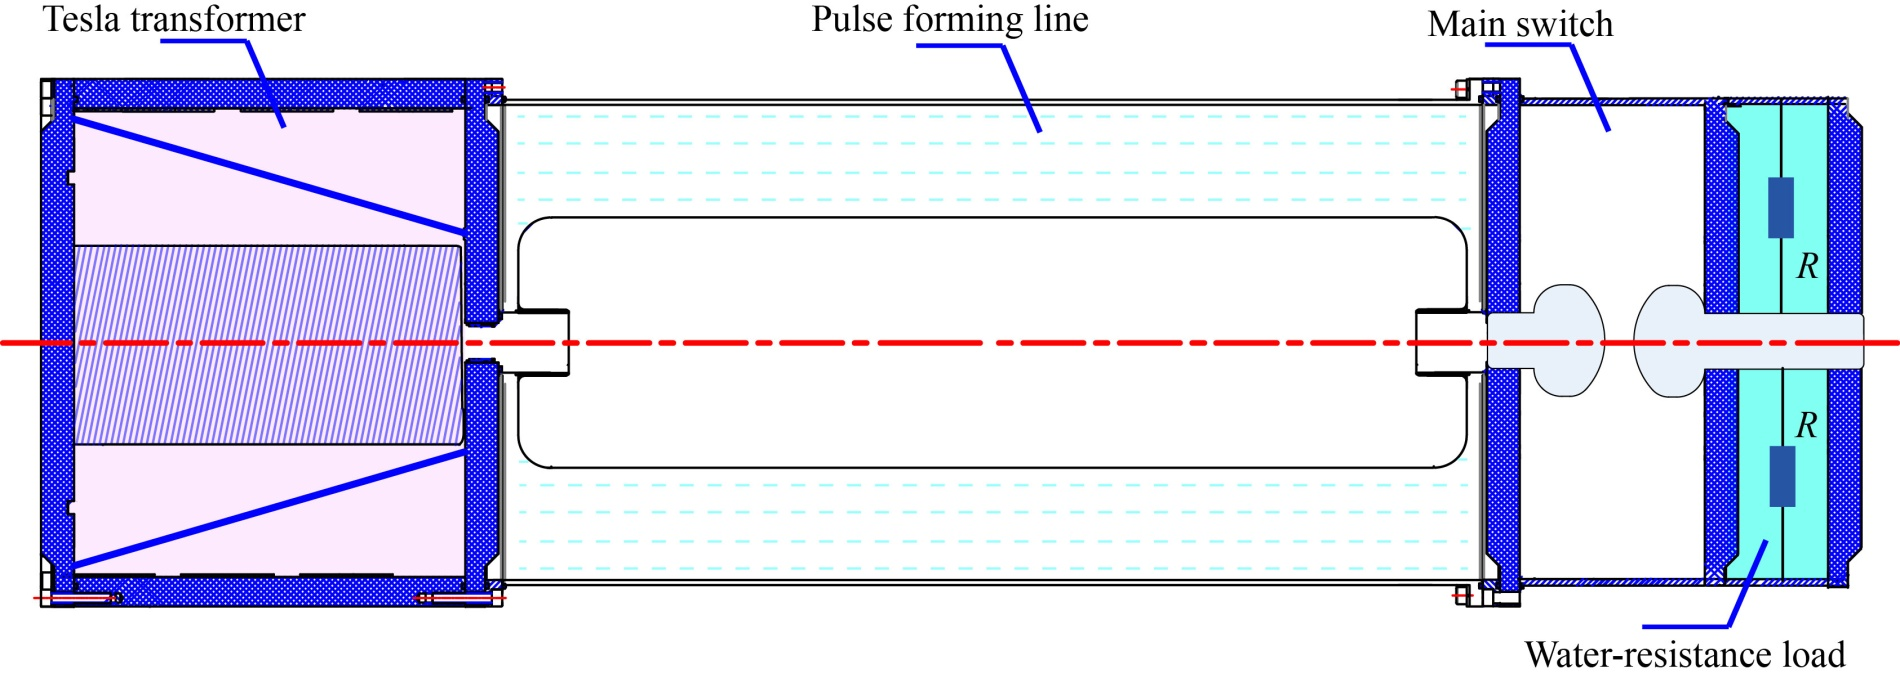 Tesla transformer
Pulse forming line
Main switch
R
R
Water-resistance load